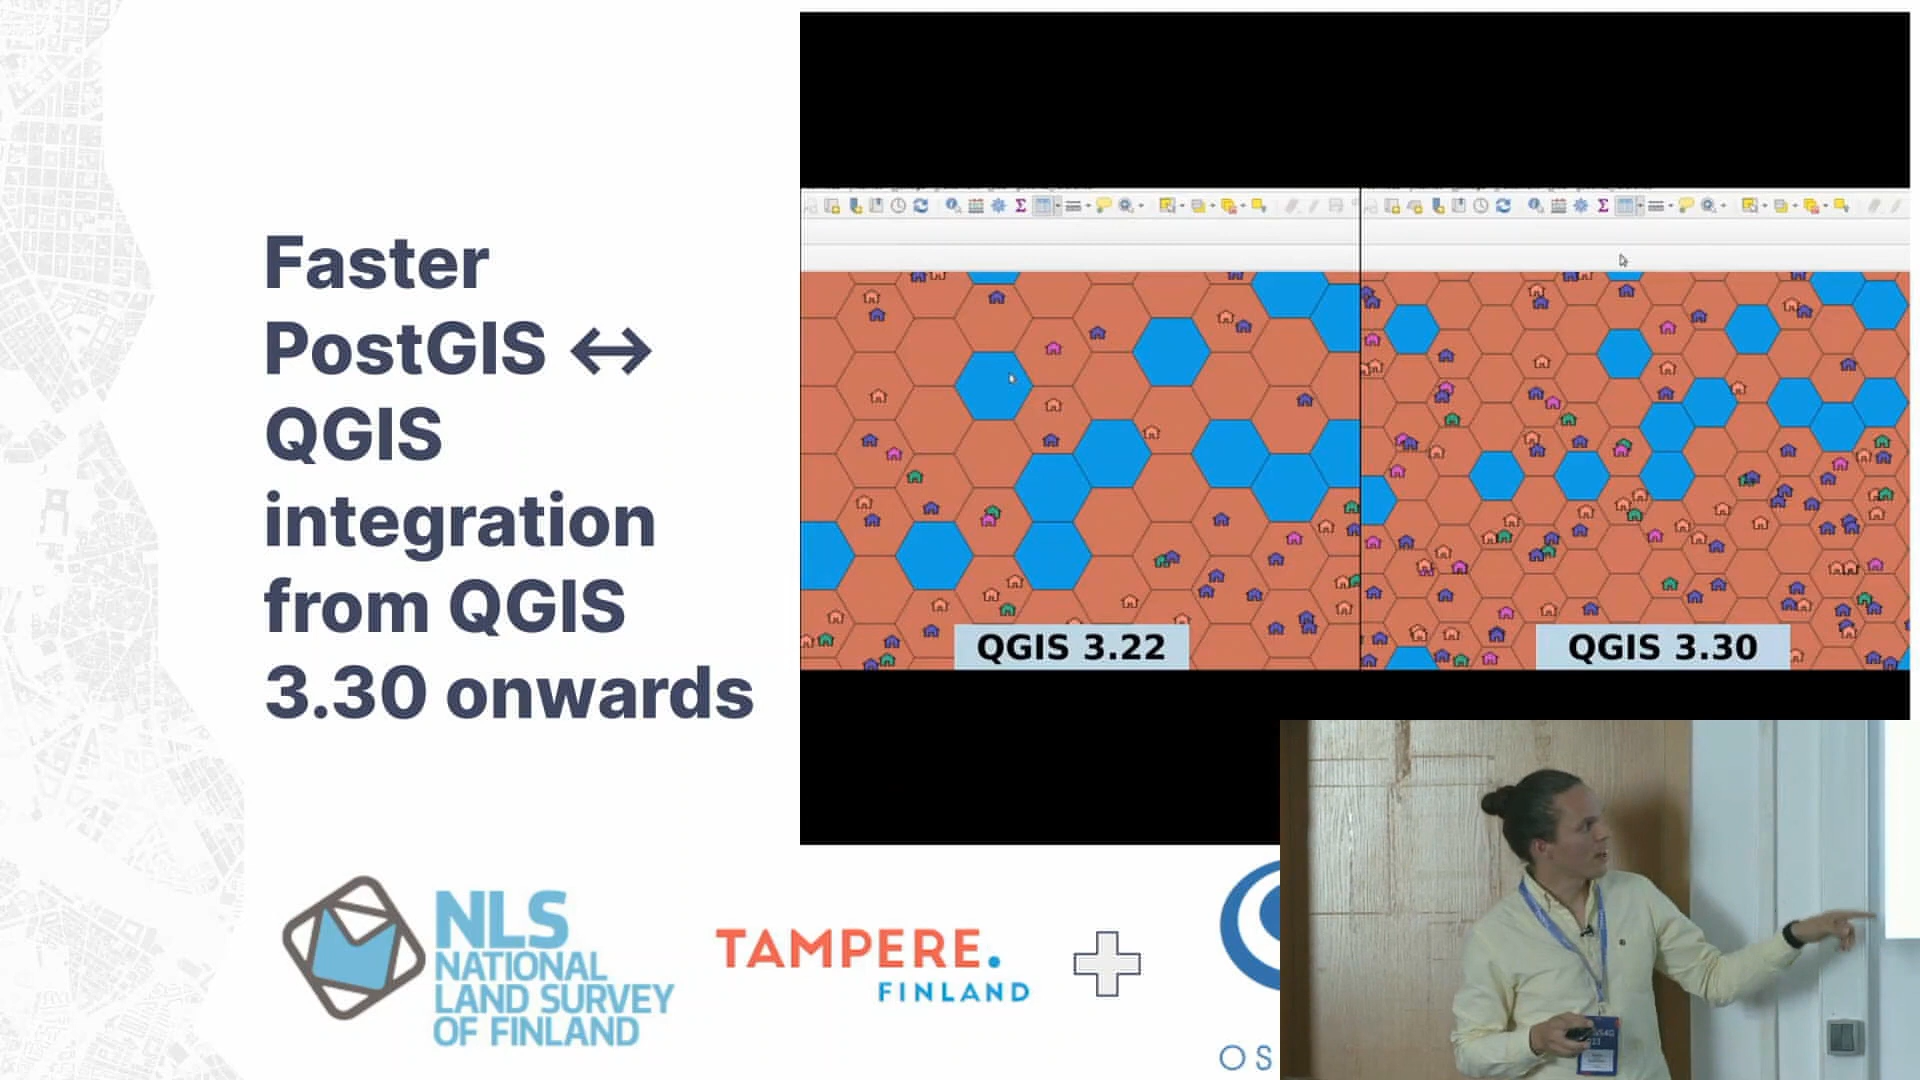 Faster
PostGIS ↔
QGIS
integration
from QGIS
3.30 onwards
QGIS 3.22
QGIS 3.30
NLS
NATIONAL
LAND SURVEY
OF FINLAND
TAMPERE.
FINLAND
OS